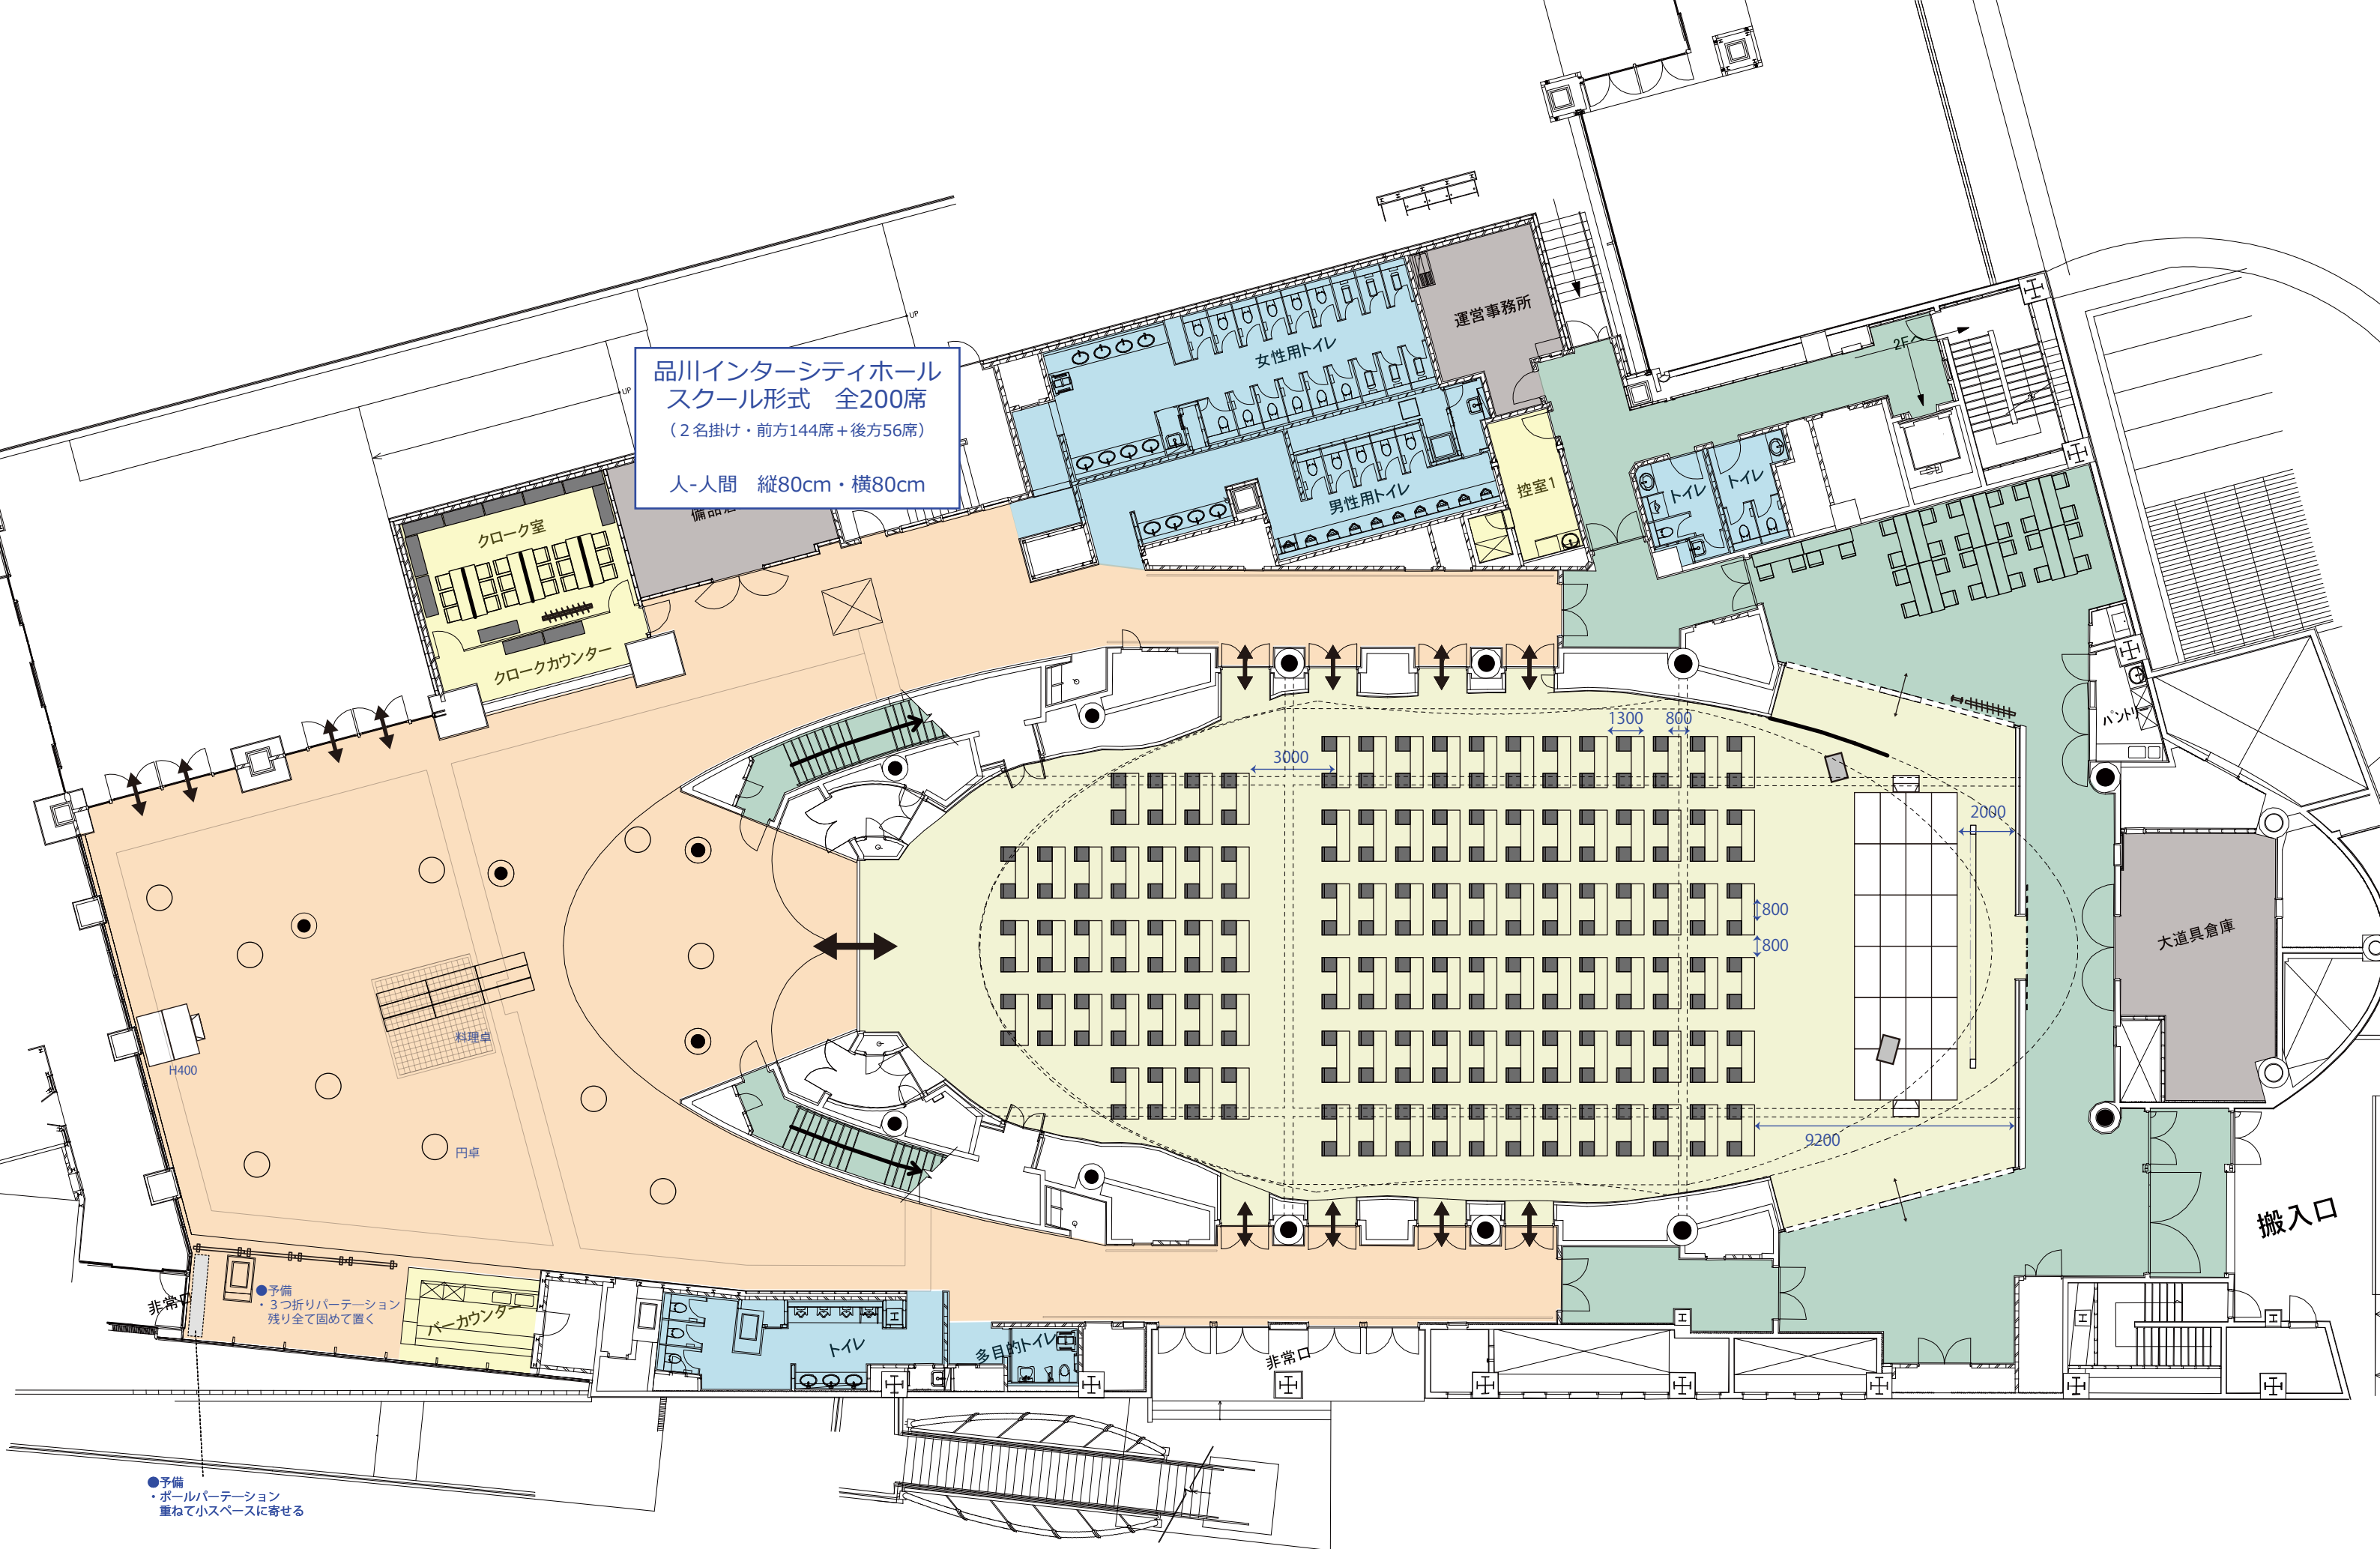 品川インターシティホール
スクール形式　全200席
（２名掛け・前方144席＋後方56席）
人-人間　縦80cm・横80cm
UP
UP
運営事務所
女性用トイレ
男性用トイレ
控室1
トイレ
トイレ
2Fへ
クローク室
クロークカウンター
パントリー
1300
800
3000
2000
800
800
9200
大道具倉庫
搬入口
料理卓
H400
円卓
非常口
●予備
・３つ折りパーテーション
残り全て固めて置く
バーカウンター
トイレ
多目的トイレ
非常口
●予備
・ポールパーテーション
重ねて小スペースに寄せる